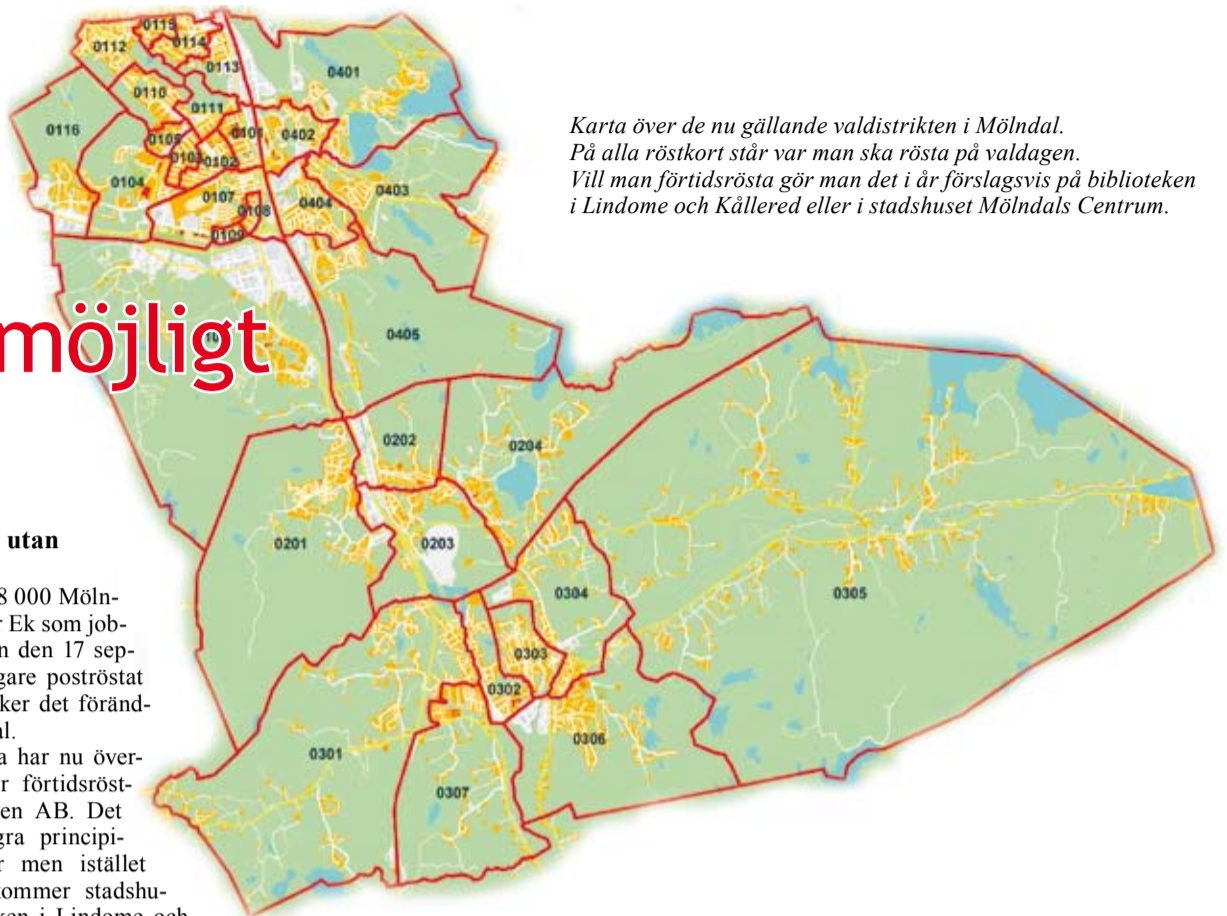 0115
0112
0114
0113
0401
0110
0111
0116
0101
0402
0105
0103
0102
0104
0403
0107
0108
0404
0109
Karta över de nu gällande valdistrikten i Mölndal.
På alla röstkort står var man ska rösta på valdagen.
Vill man förtidsrösta gör man det i år förslagsvis på biblioteken
i Lindome och Kållered eller i stadshuset Mölndals Centrum.
möjligt
0405
0202
0204
0201
0203
0304
0305
0303
0302
0301
0306
0307
utan
8 000 Möln-
r Ek som job-
n den 17 sep-
gare poströstat
ker det föränd-
al.
a har nu över-
r förtidsröst-
en AB. Det
gra principi-
r men istället
kommer stadshu-
ken i Lindome och